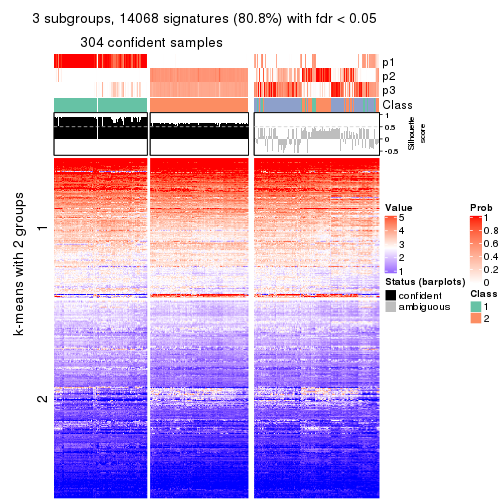 3 subgroups, 14068 signatures (80.8%) with fdr < 0.05
304 confident samples
p1
p2
p3
Class
1
0.5
0
-0.5
Silhouette
score
k-means with 2 groups
1
2
Value
5
4
3
2
1
Status (barplots)
confident
ambiguous
Prob
1
0.8
0.6
0.4
0.2
0
Class
1
2